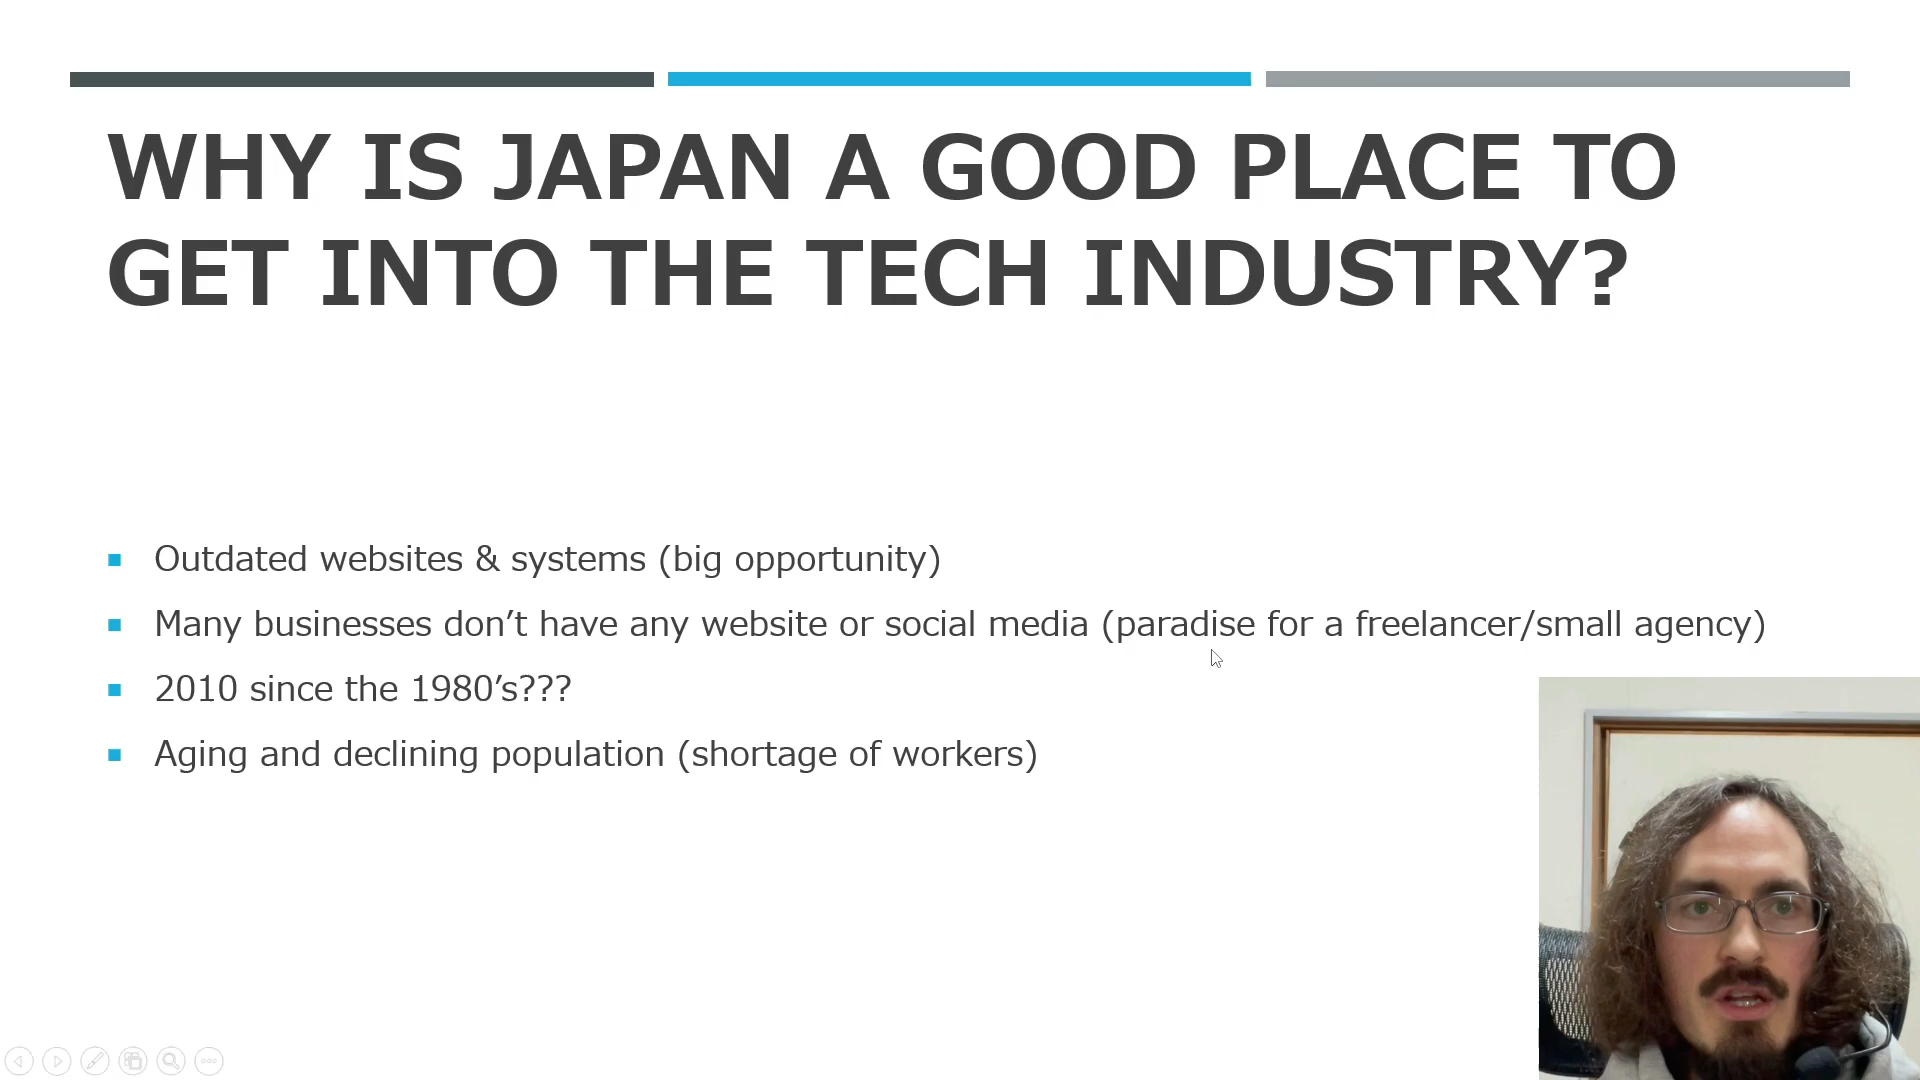 WHY IS JAPAN A GOOD PLACE TO
GET INTO THE TECH INDUSTRY?
Outdated websites & systems (big opportunity)
Many businesses don’t have any website or social media (paradise for a freelancer/small agency)
2010 since the 1980’s???
Aging and declining population (shortage of workers)